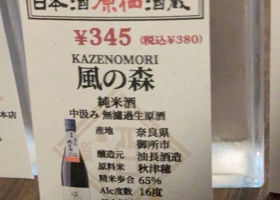 日本酒原価酒蔵
¥345 (税込¥380)
KAZENOMORI
風の森
純米酒
中汲み 無濾過生原酒
産地 奈良県
御所市
醸造元 油長酒造
原料米 秋津穂
精米歩合 65%
Alc度数 16度
本店